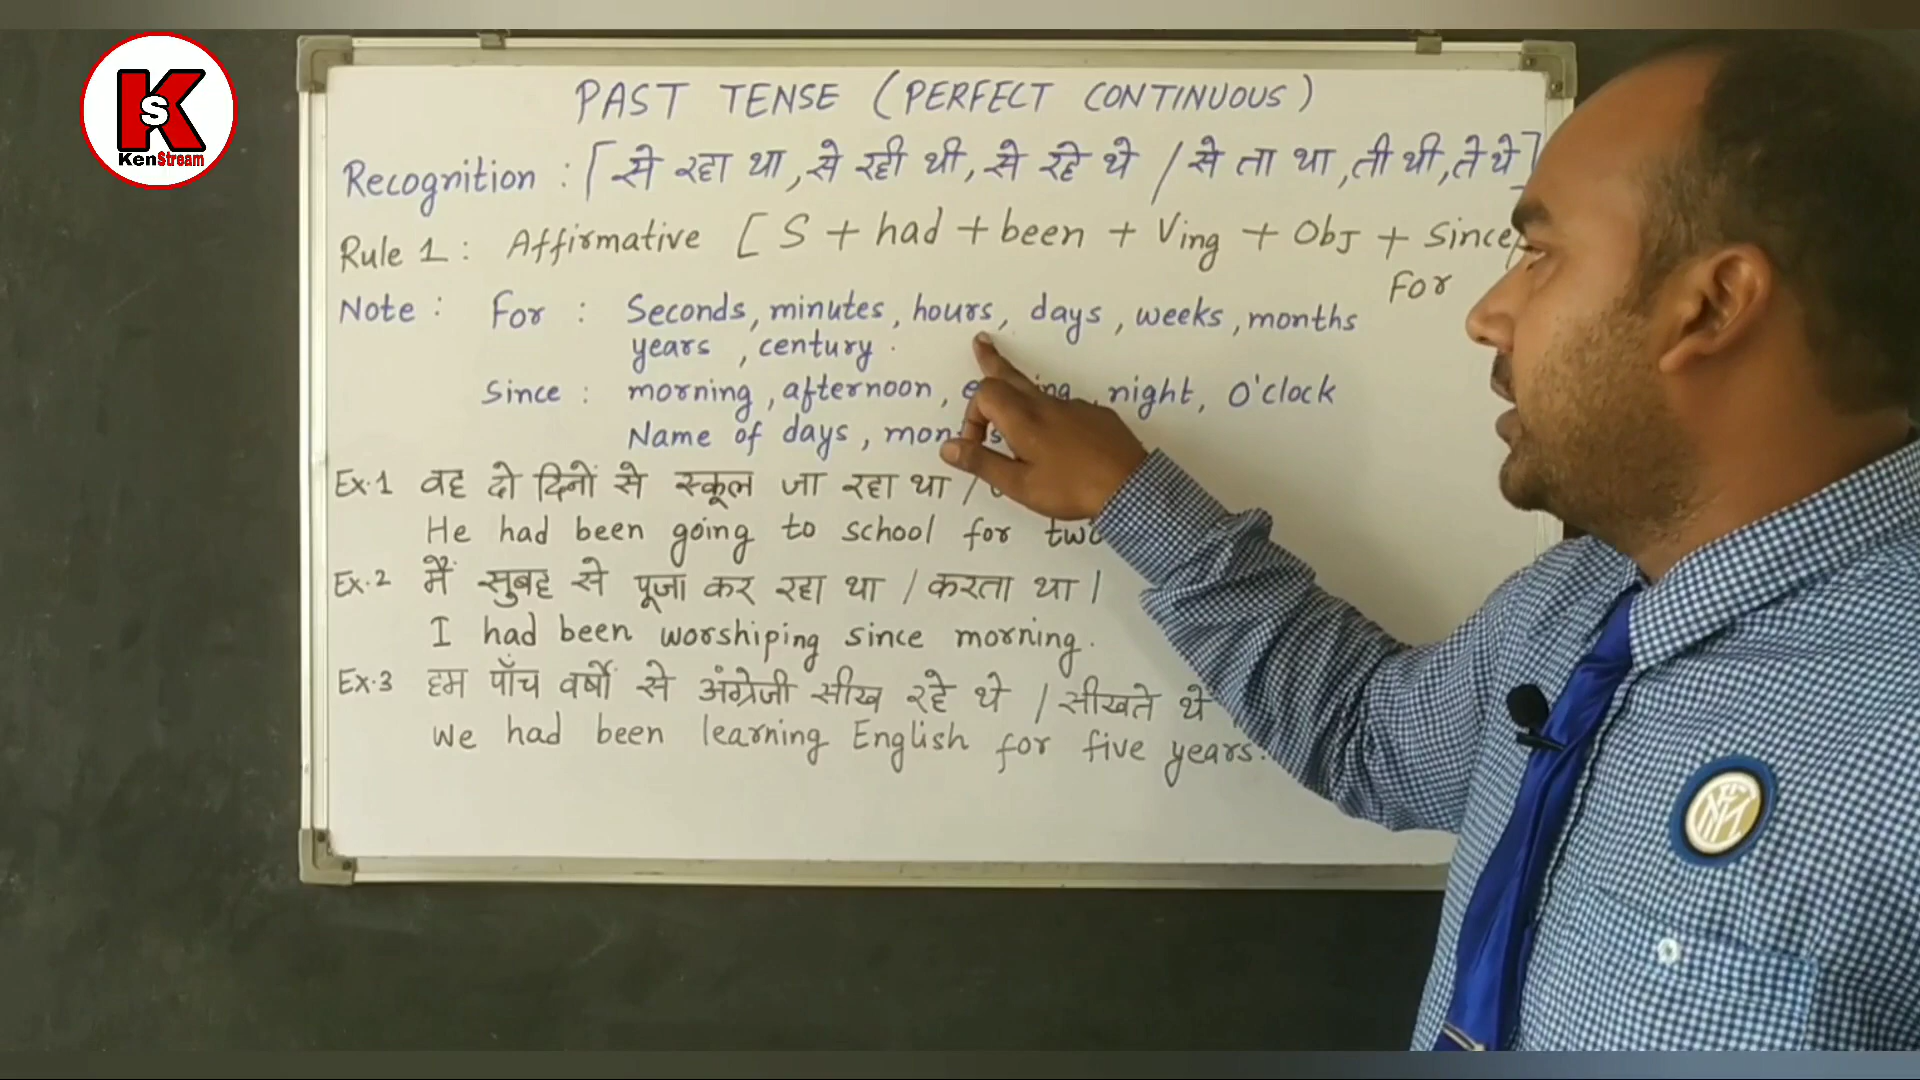 KS
KenStream
PAST TENSE (PERFECT CONTINUOUS)
Recognition : [से रहा था, से रही थी, से रहे थे / से ता था, ती थी, ते थे]
Rule 1 : Affirmative [S + had + been + Ving + Obj + Since/
For
Note : For : Seconds, minutes, hours, days, weeks, months
years, century.
Since : morning, afternoon, night, O'clock
Name of days,
Ex.1 वह दो दिनों से स्कूल जा रहा था /
He had been going to school for
Ex.2 मैं सुबह से पूजा कर रहा था / करता था |
I had been worshiping since morning.
Ex.3 हम पाँच वर्षों से अंग्रेजी सीख रहे थे / सीखते थे
We had been learning English for five years.